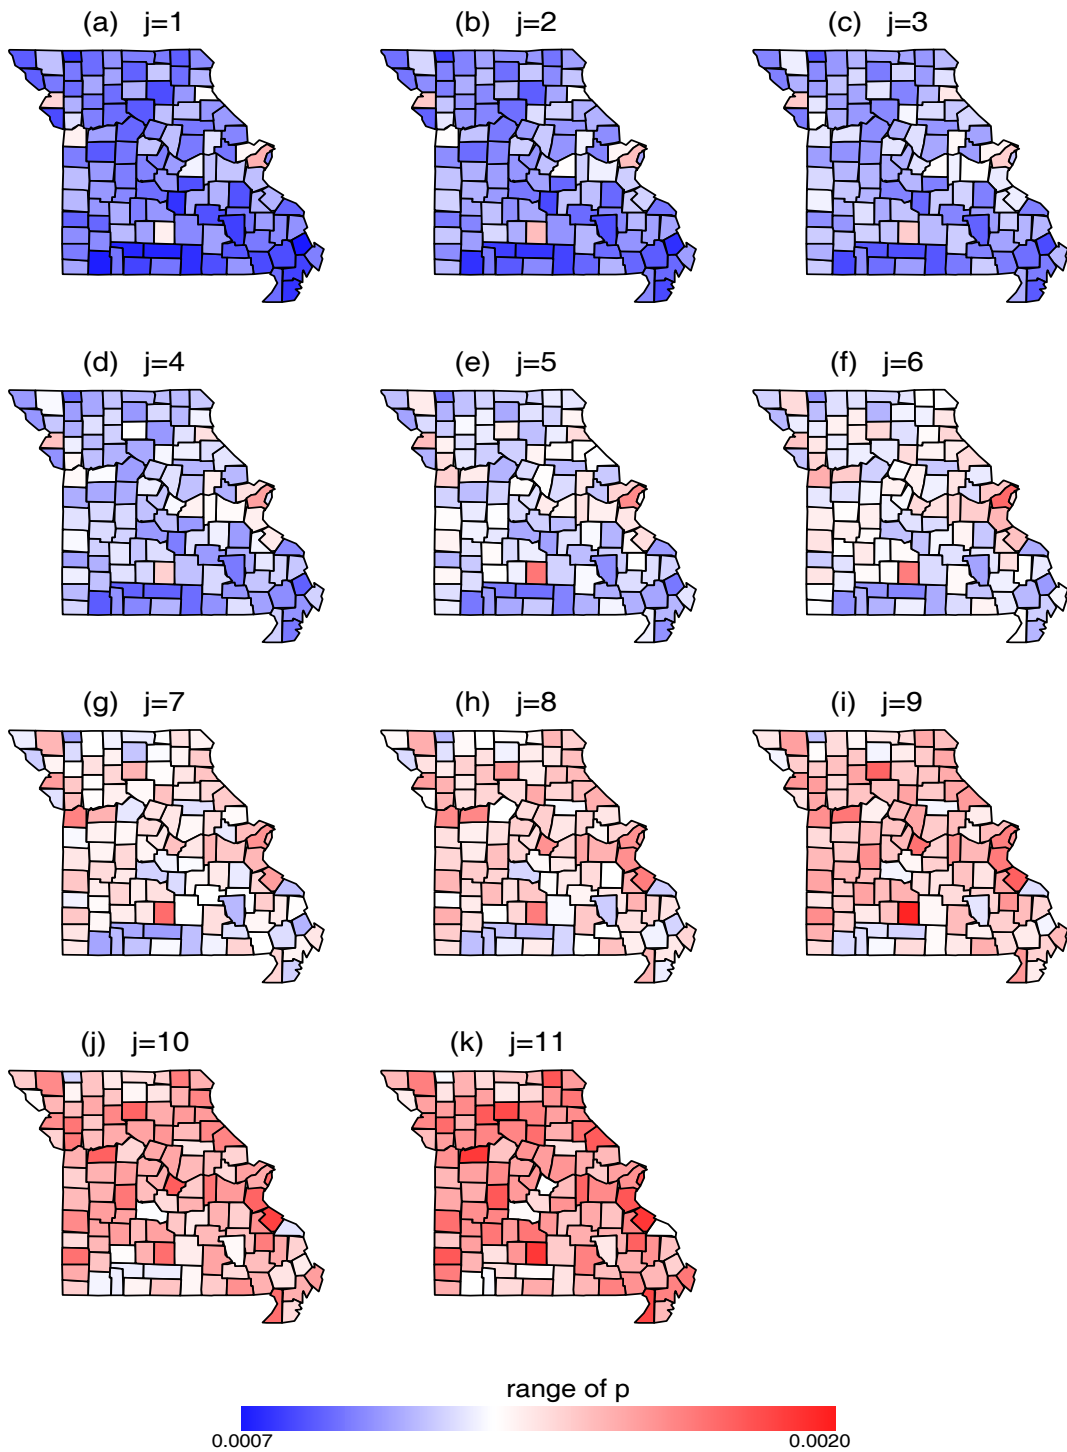 (a) j=1
(b) j=2
(c) j=3
(d) j=4
(e) j=5
(f) j=6
(g) j=7
(h) j=8
(i) j=9
(j) j=10
(k) j=11
range of p
0.0007 0.0020